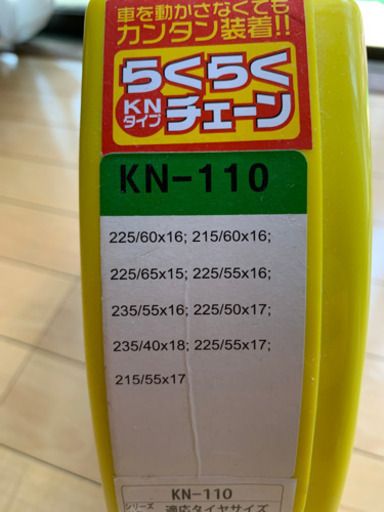 車を動かさなくても
カンタン装着!!
らくらく
KN
タイプ
チェーン
KN-110
225/60x16; 215/60x16;
225/65x15; 225/55x16;
235/55x16; 225/50x17;
235/40x18; 225/55x17;
215/55x17
KN-110
シリーズ 適応タイヤサイズ